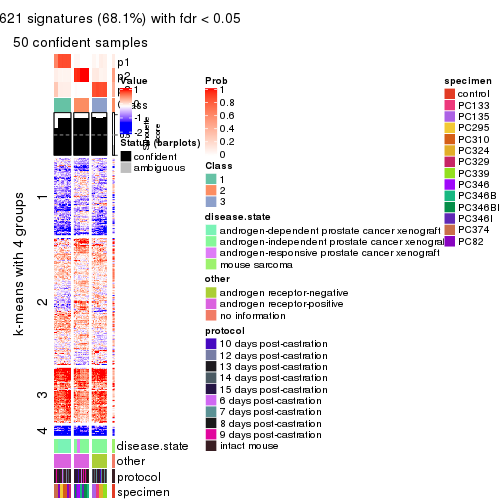 621 signatures (68.1%) with fdr < 0.05
50 confident samples
p1
p2
Class
Value
1
0
-1
-2
Silhouette
score
Status (barplots)
confident
ambiguous
Prob
1
0.8
0.6
0.4
0.2
0
Class
1
2
3
disease.state
androgen-dependent prostate cancer xenograft
androgen-independent prostate cancer xenograft
androgen-responsive prostate cancer xenograft
mouse sarcoma
other
androgen receptor-negative
androgen receptor-positive
no information
protocol
10 days post-castration
12 days post-castration
13 days post-castration
14 days post-castration
15 days post-castration
6 days post-castration
7 days post-castration
8 days post-castration
9 days post-castration
intact mouse
specimen
control
PC133
PC135
PC295
PC310
PC324
PC329
PC339
PC346
PC346B
PC346BI
PC346I
PC374
PC82
k-means with 4 groups
1
2
3
4
disease.state
other
protocol
specimen